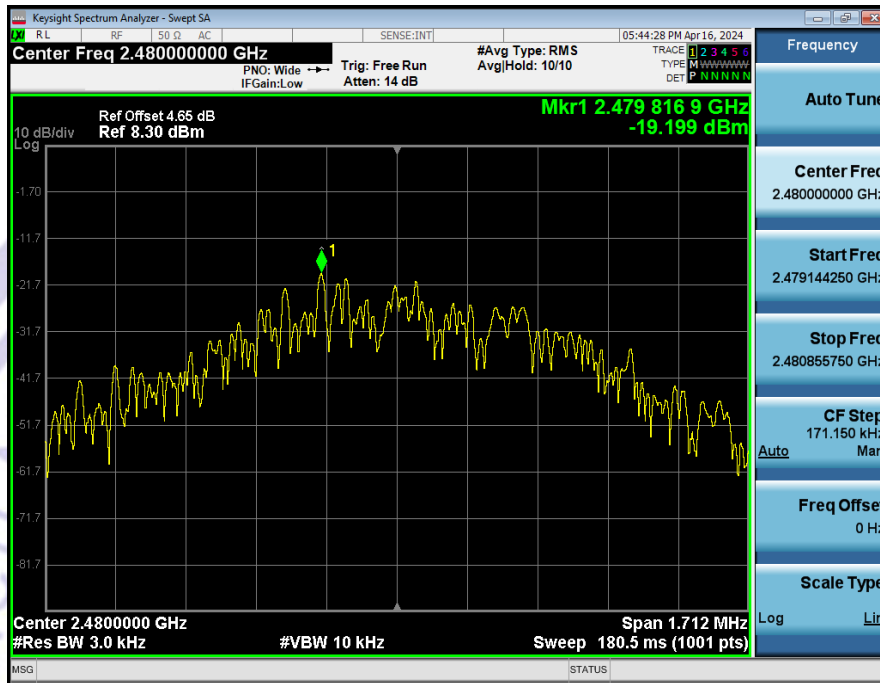 Keysight Spectrum Analyzer - Swept SA
LXI RL RF 50 Ω AC SENSE:INT 05:44:28 PM Apr 16, 2024
Center Freq 2.480000000 GHz
PNO: Wide
IFGain:Low
Trig: Free Run
Atten: 14 dB
#Avg Type: RMS
Avg|Hold: 10/10
TRACE 1 2 3 4 5 6
TYPE M W W W W W
DET P N N N N N
Mkr1 2.479 816 9 GHz
-19.199 dBm
Ref Offset 4.65 dB
10 dB/div Ref 8.30 dBm
Log
-1.70
-11.7
1
-21.7
-31.7
-41.7
-51.7
-61.7
-71.7
-81.7
Center 2.4800000 GHz Span 1.712 MHz
#Res BW 3.0 kHz #VBW 10 kHz Sweep 180.5 ms (1001 pts)
MSG STATUS
Frequency
Auto Tune
Center Freq
2.480000000 GHz
Start Freq
2.479144250 GHz
Stop Freq
2.480855750 GHz
CF Step
171.150 kHz
Auto Man
Freq Offset
0 Hz
Scale Type
Log Lin